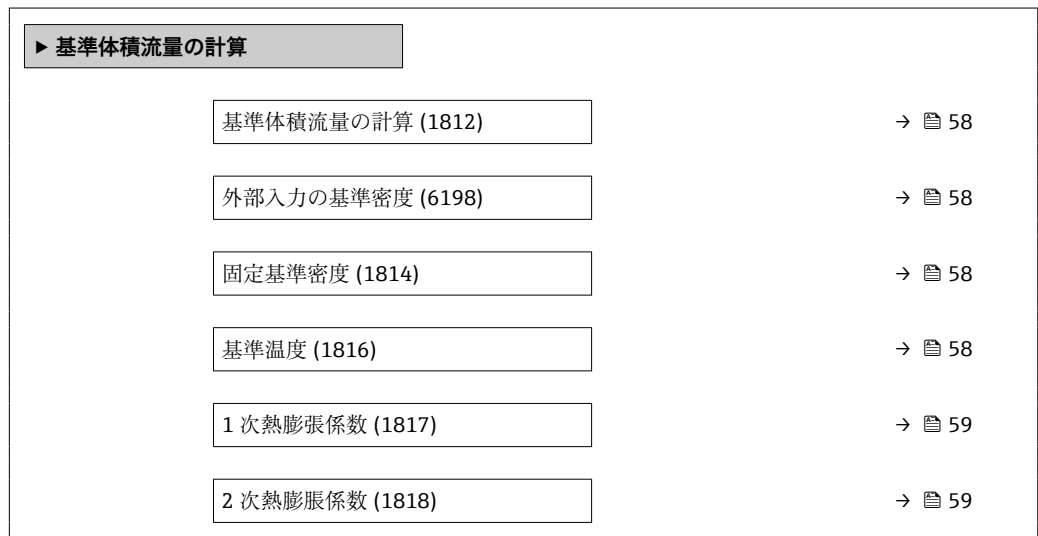 ▶ 基準体積流量の計算
基準体積流量の計算 (1812) → 58
外部入力の基準密度 (6198) → 58
固定基準密度 (1814) → 58
基準温度 (1816) → 58
1 次熱膨張係数 (1817) → 59
2 次熱膨脹係数 (1818) → 59